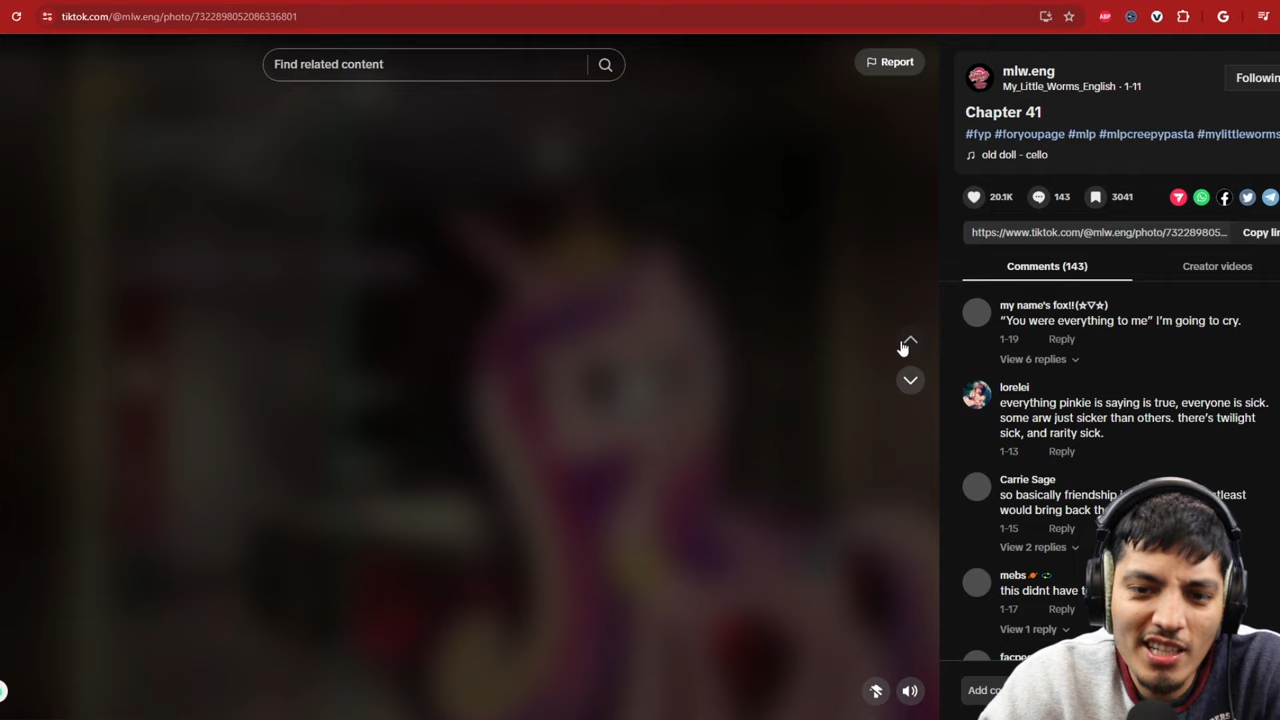 tiktok.com/@mlw.eng/photo/7322898052086336801
ABP
G
Find related content
Report
mlw.eng
My_Little_Worms_English · 1-11
Followin
Chapter 41
#fyp #foryoupage #mlp #mlpcreepypasta #mylittleworms
old doll - cello
20.1K
143
3041
https://www.tiktok.com/@mlw.eng/photo/732289805...
Copy lin
Comments (143)
Creator videos
my name's fox!!(☆▽☆)
“You were everything to me” I'm going to cry.
1-19 Reply
View 6 replies
lorelei
everything pinkie is saying is true, everyone is sick.
some arw just sicker than others. there's twilight
sick, and rarity sick.
1-13 Reply
Carrie Sage
so basically friendship
would bring back
1-15 Reply
View 2 replies
mebs
this didnt have
1-17 Reply
View 1 reply
Add